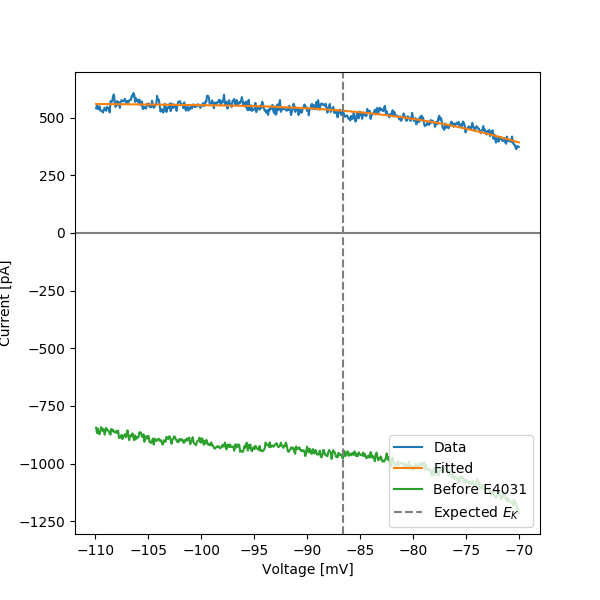 500
250
0
−250
−500
−750
−1000
−1250
Current [pA]
−110
−105
−100
−95
−90
−85
−80
−75
−70
Voltage [mV]
Data
Fitted
Before E4031
Expected E_K